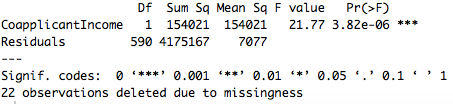 Df Sum Sq Mean Sq F value Pr(>F)
CoapplicantIncome 1 154021 154021 21.77 3.82e-06 ***
Residuals 590 4175167 7077
---
Signif. codes: 0 ‘***’ 0.001 ‘**’ 0.01 ‘*’ 0.05 ‘.’ 0.1 ‘ ’ 1
22 observations deleted due to missingness